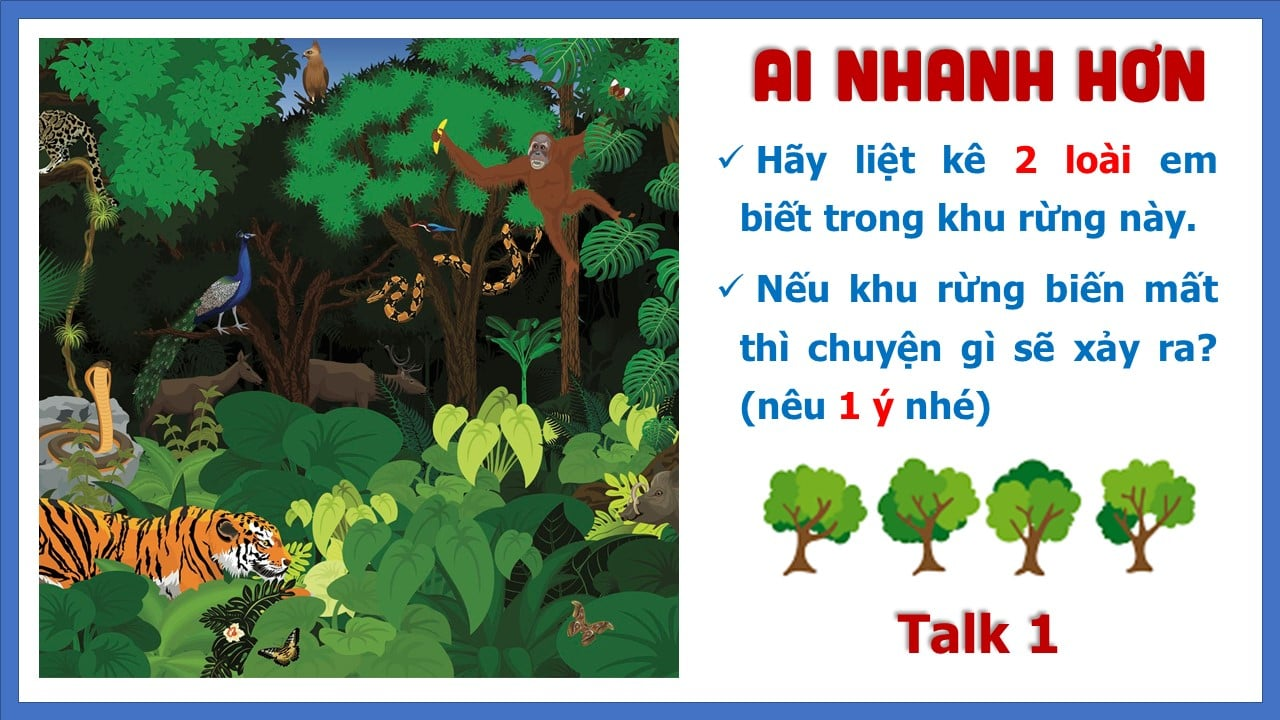 AI NHANH HƠN
✓ Hãy liệt kê 2 loài em
biết trong khu rừng này.
✓ Nếu khu rừng biến mất
thì chuyện gì sẽ xảy ra?
(nêu 1 ý nhé)
Talk 1